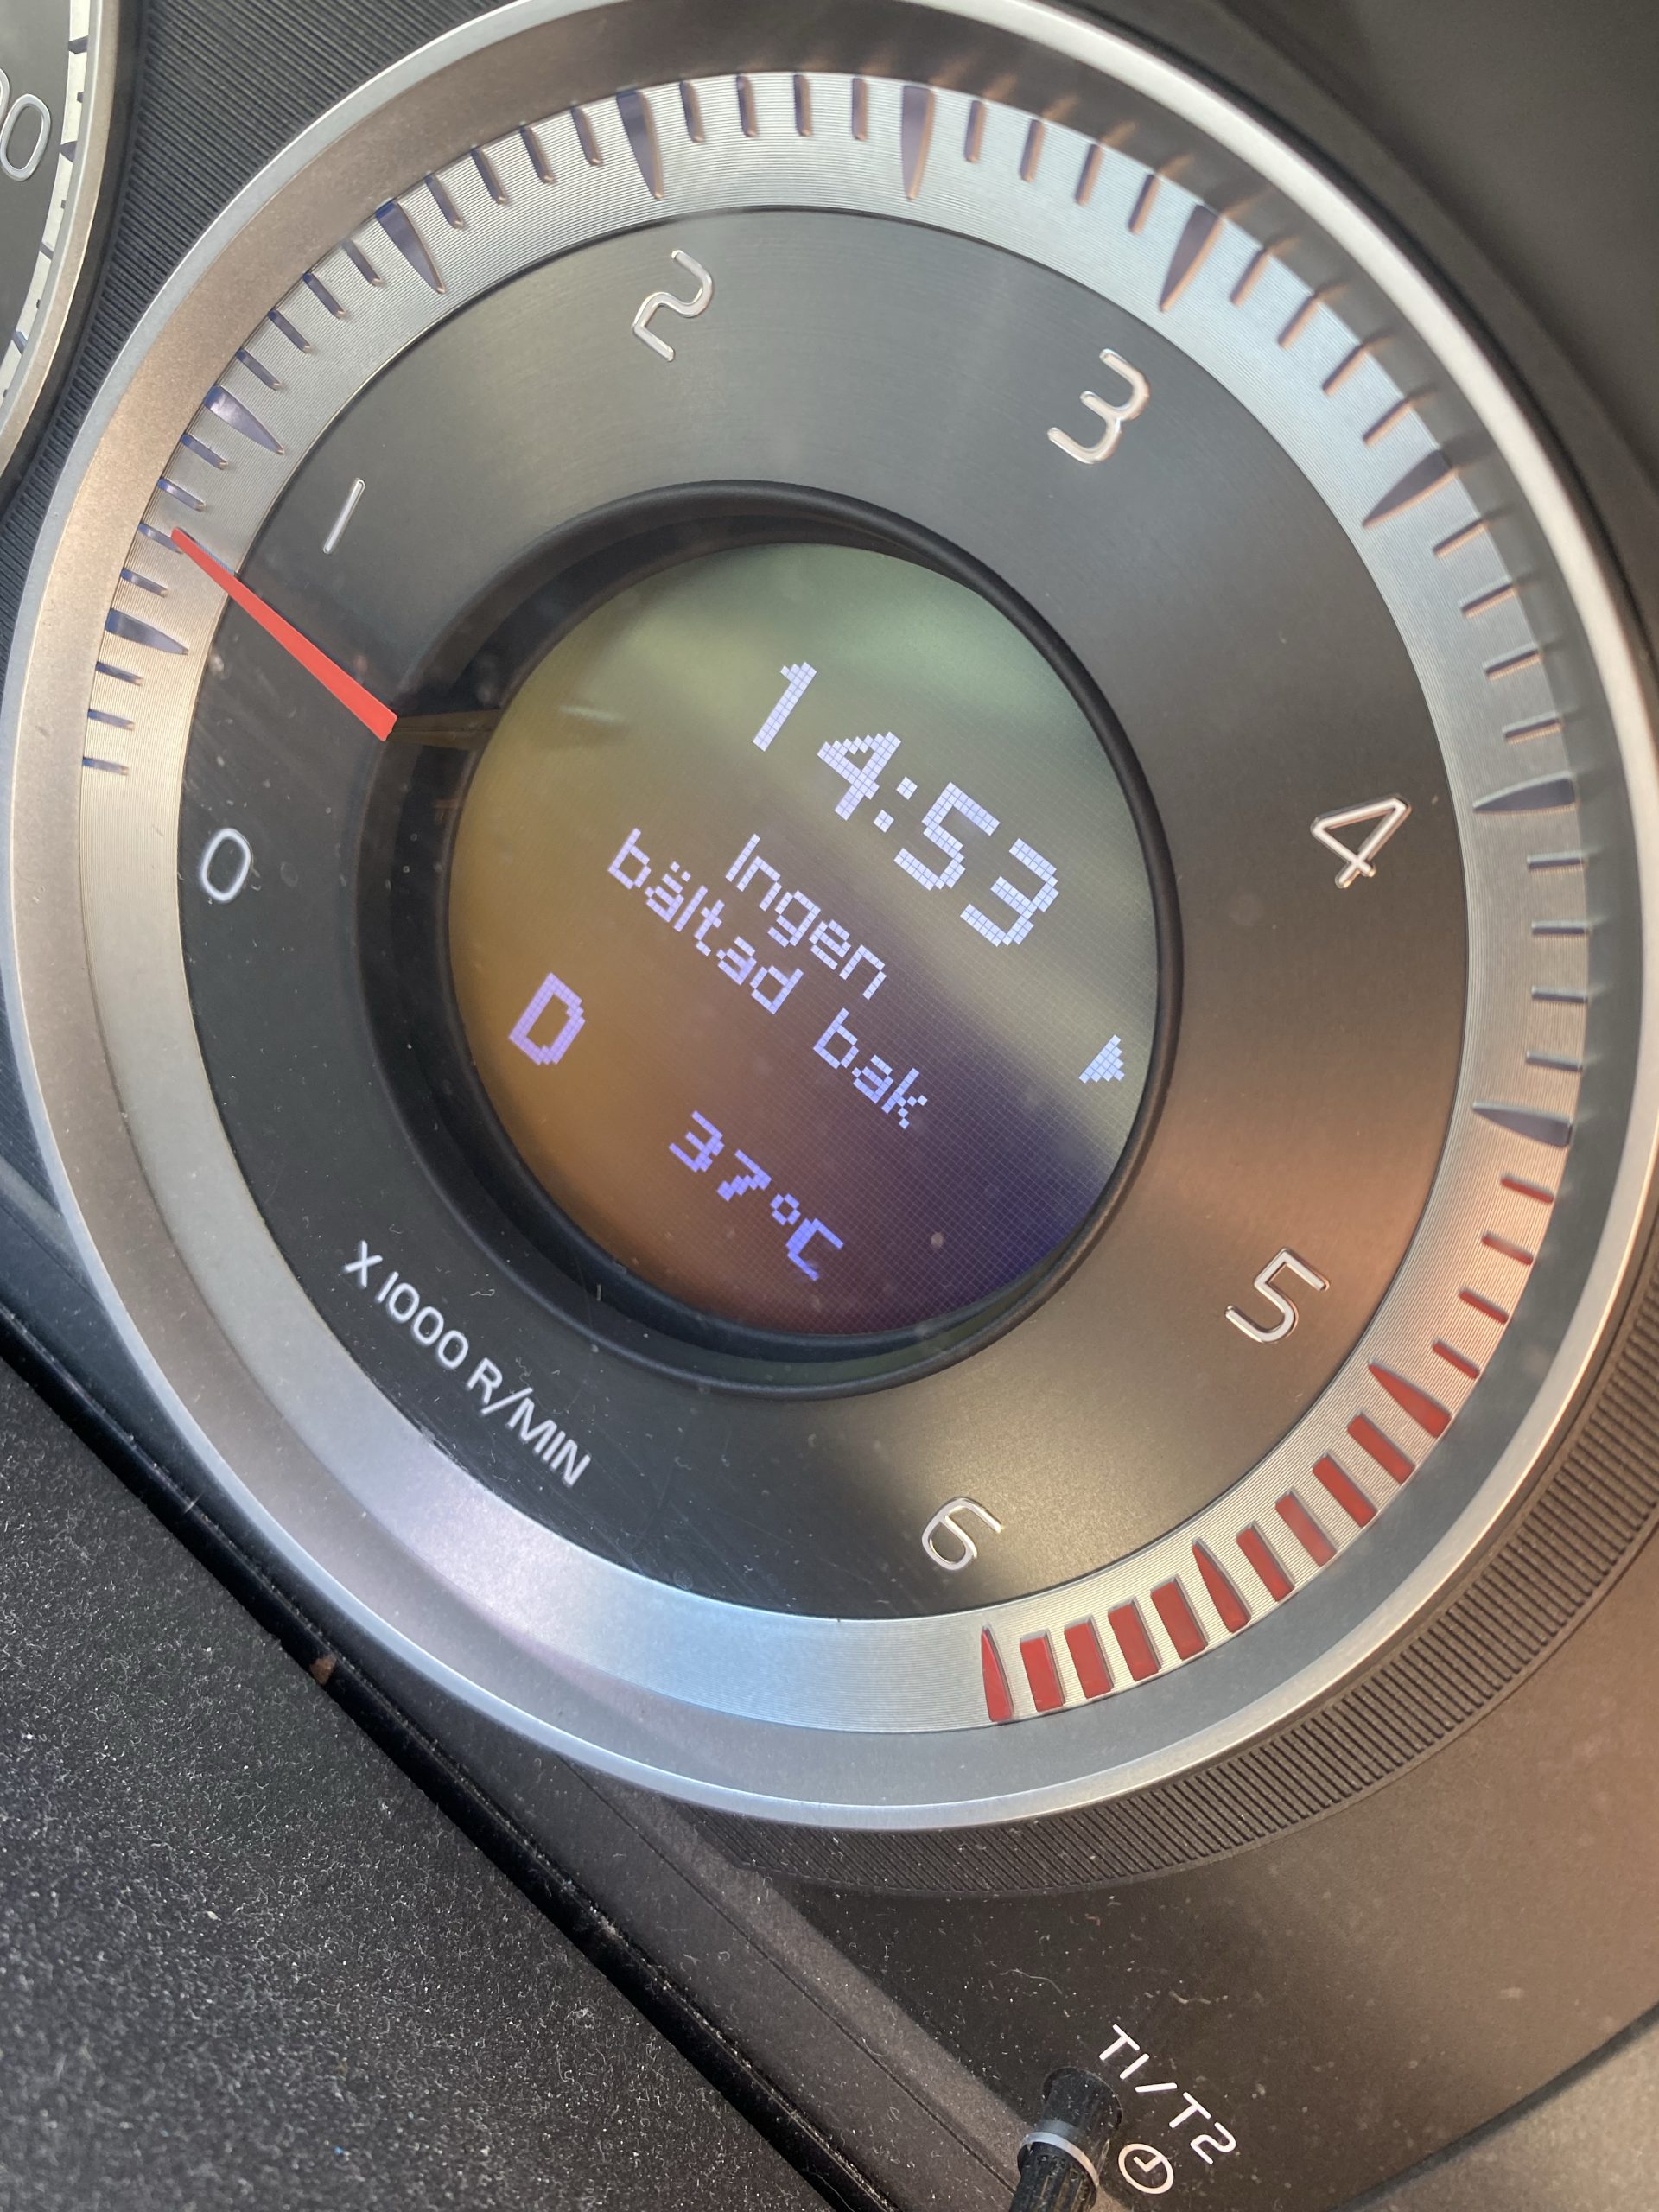 14:53
Ingen
bältad bak
D
37°C
0
1
2
3
4
5
6
X 1000 R/MIN
T1/T2